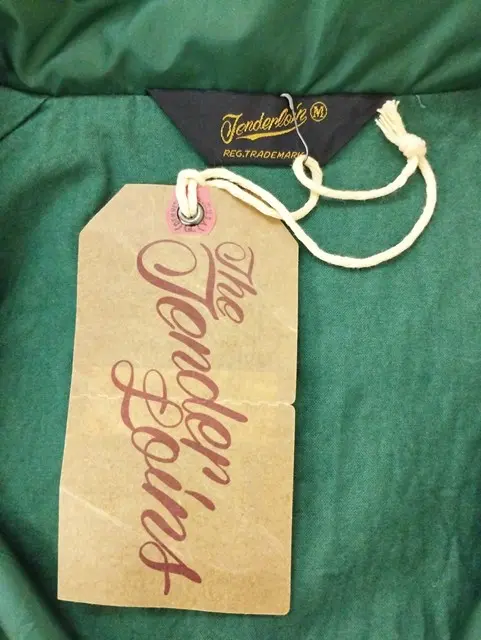 Tenderloin M
REG.TRADEMARK
The
Tender
Loins